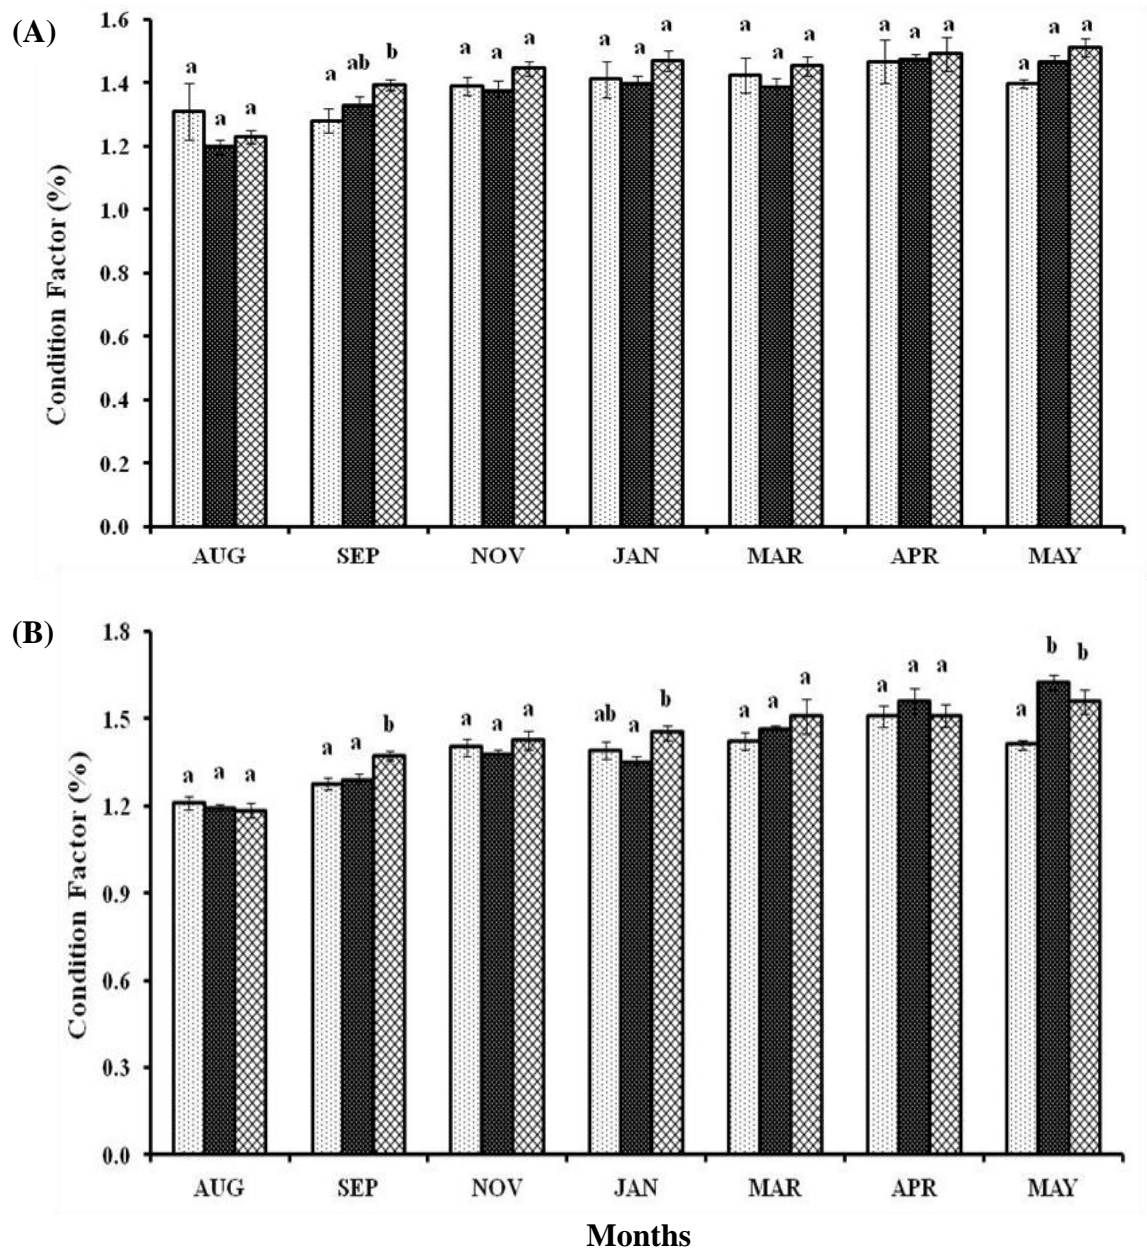 (A)
Condition Factor (%)
1.6
1.4
1.2
1.0
0.8
0.6
0.4
0.2
0.0
a a a
a ab b
a a a
a a a
a a a
a a a
a a a
AUG SEP NOV JAN MAR APR MAY
(B)
Condition Factor (%)
1.8
1.5
1.2
0.9
0.6
0.3
0.0
a a a
a a b
a a a
ab a b
a a a
a a a
a b b
AUG SEP NOV JAN MAR APR MAY
Months